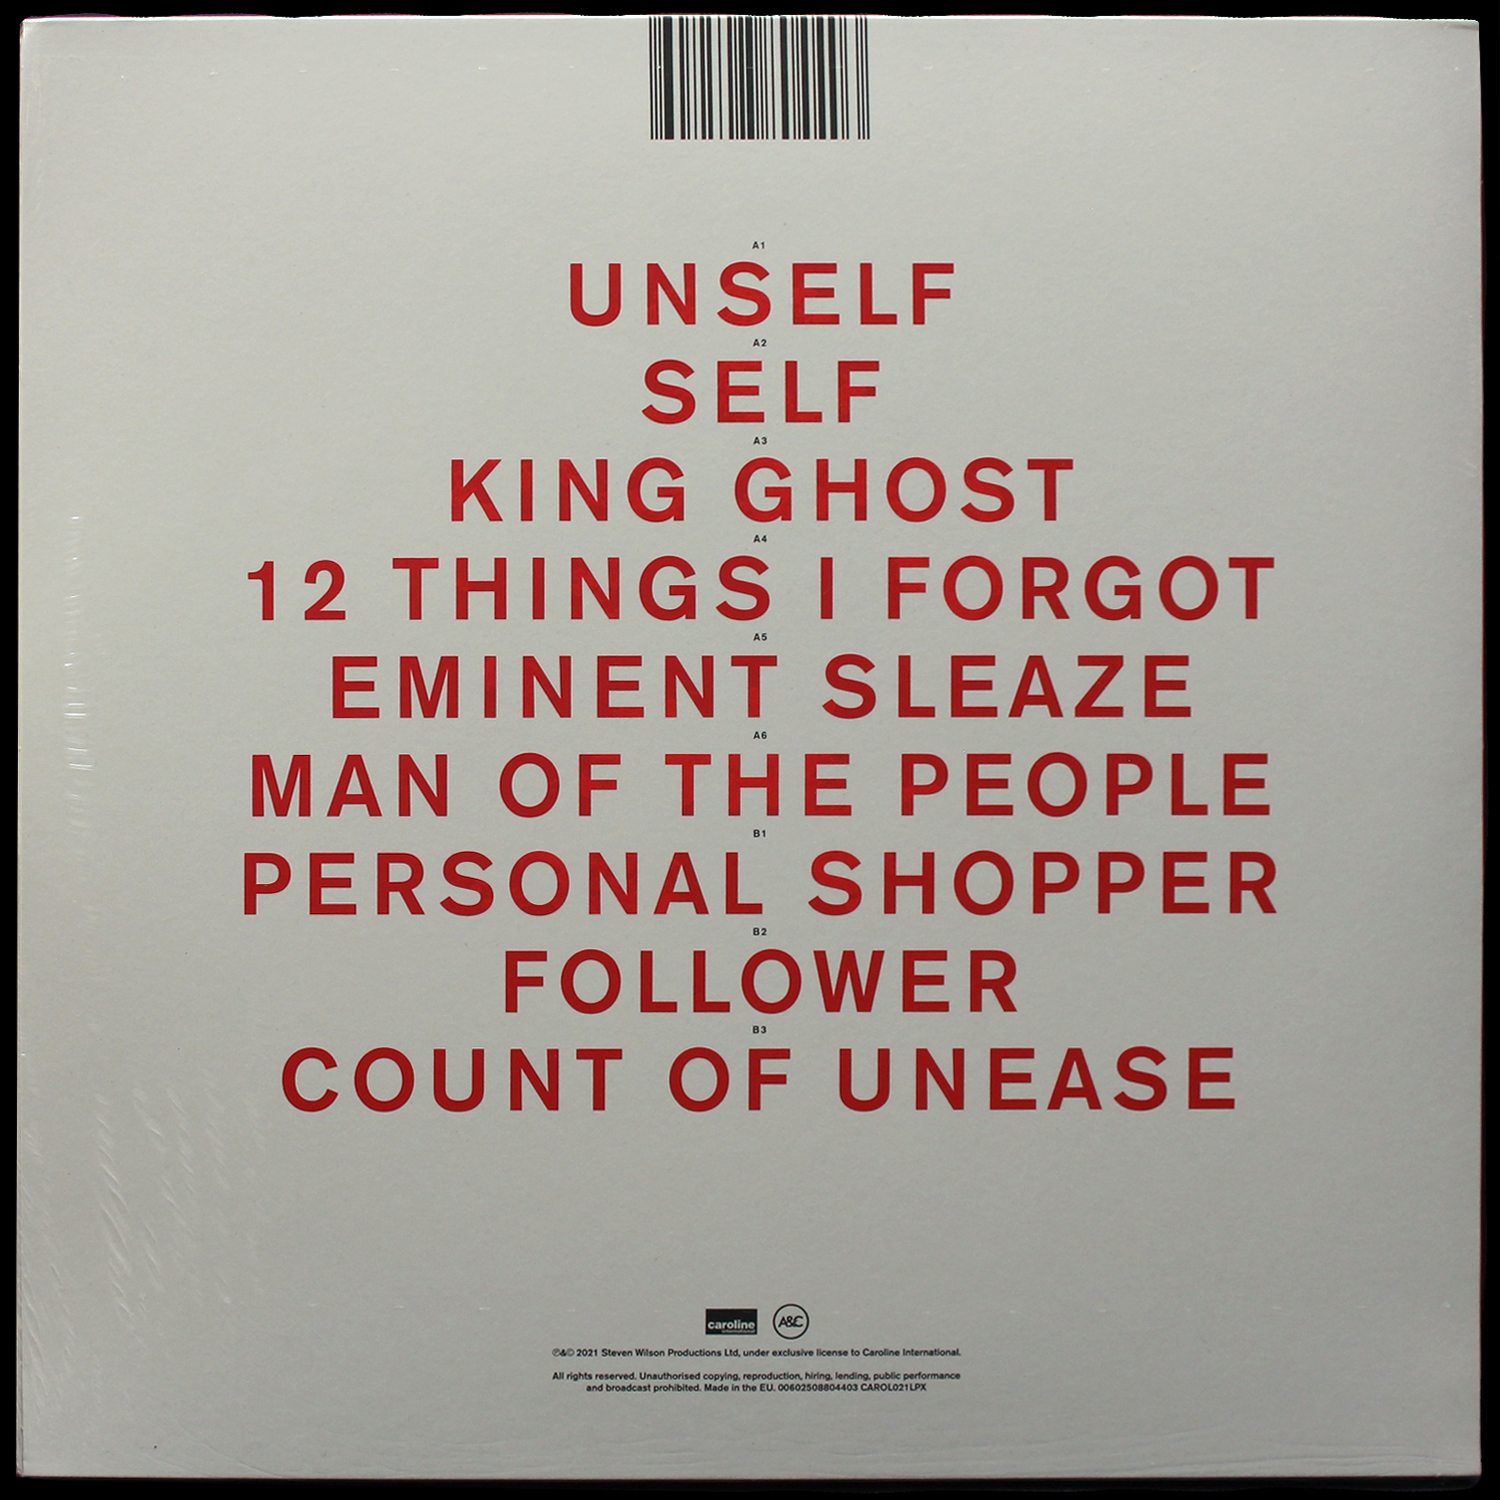 A1
UNSELF
A2
SELF
A3
KING GHOST
A4
12 THINGS I FORGOT
A5
EMINENT SLEAZE
A6
MAN OF THE PEOPLE
B1
PERSONAL SHOPPER
B2
FOLLOWER
B3
COUNT OF UNEASE
caroline
international
A&C
℗&© 2021 Steven Wilson Productions Ltd, under exclusive license to Caroline International.
All rights reserved. Unauthorised copying, reproduction, hiring, lending, public performance
and broadcast prohibited. Made in the EU. 00602508804403 CAROL021LPX